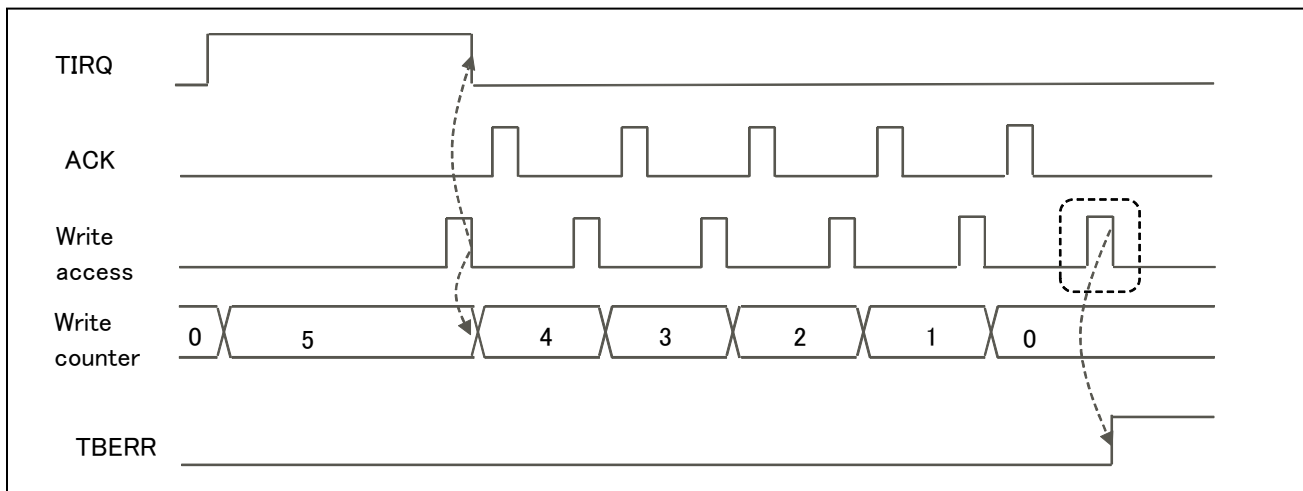 TIRQ
ACK
Write
access
Write
counter
0 5 4 3 2 1 0
TBERR